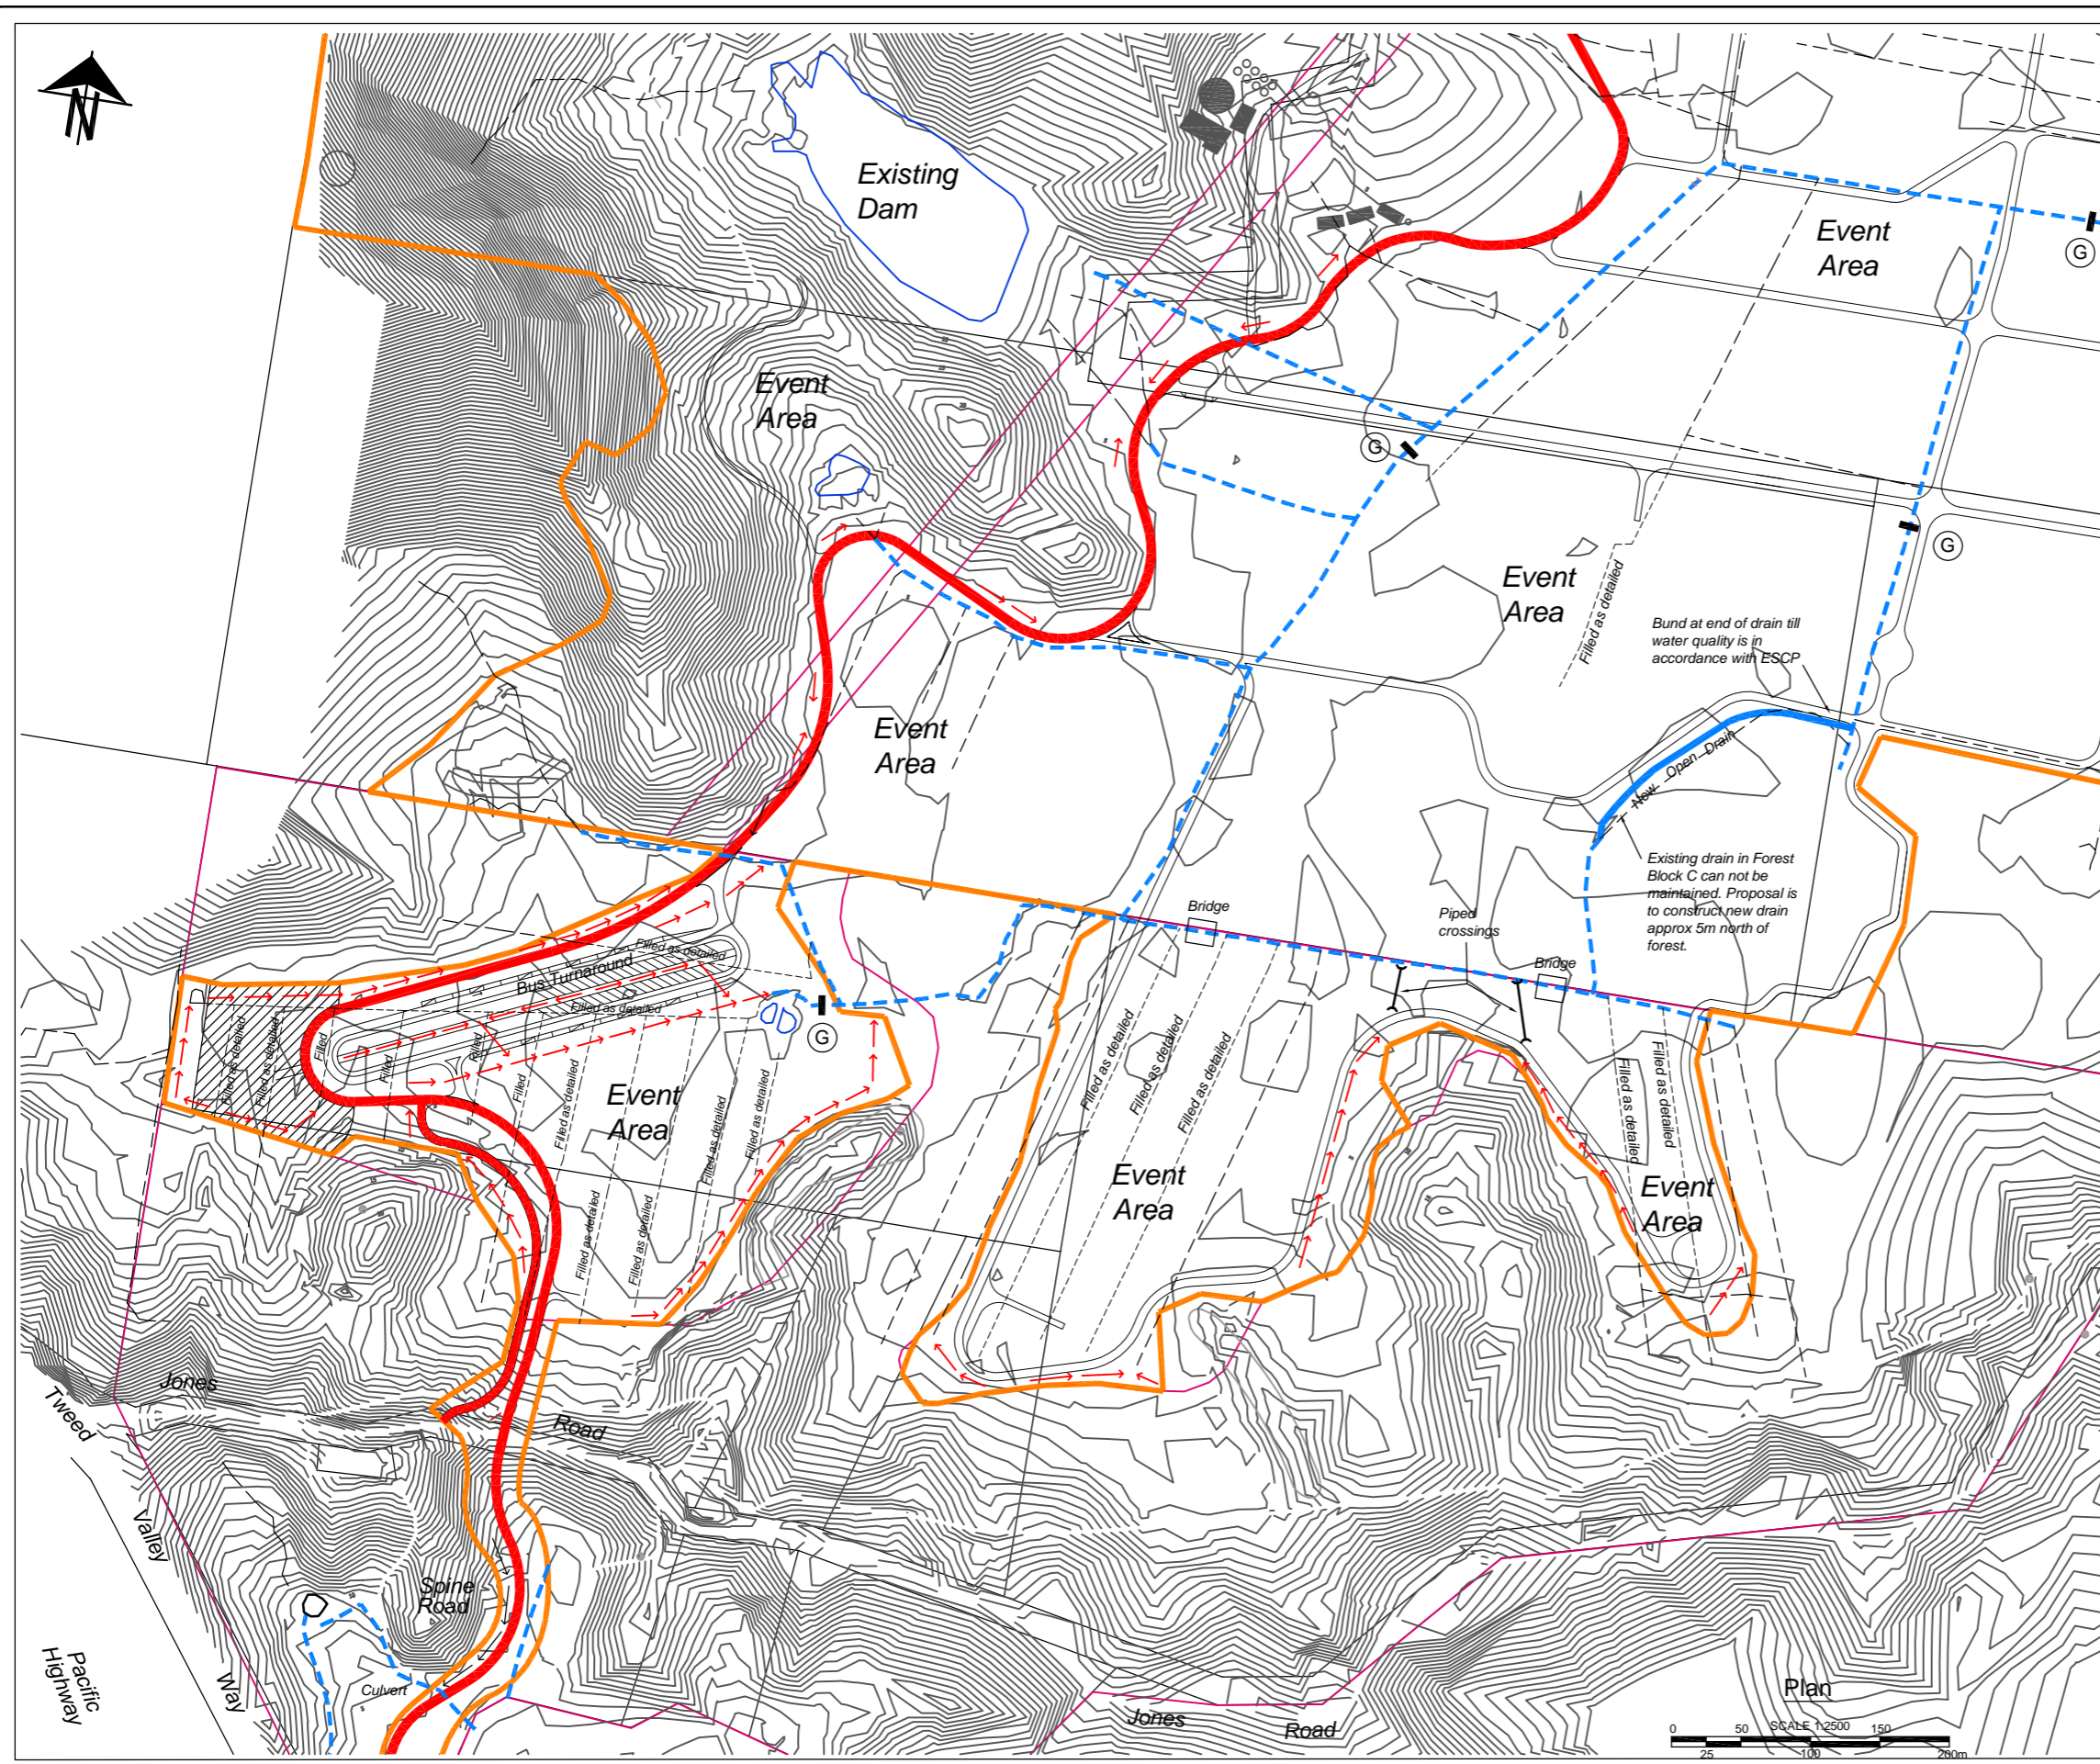 N
Existing
Dam
Event
Area
G
Event
Area
G
G
Event
Area
Filled as detailed
Bund at end of drain till
water quality is in
accordance with ESCP
Event
Area
New Open Drain
Existing drain in Forest
Block C can not be
maintained. Proposal is
to construct new drain
approx 5m north of
forest.
Bridge
Piped
crossings
Bridge
Filled as detailed
Bus Turnaround
Filled as detailed
G
Filled as detailed
Filled as detailed
Filled
Filled
Filled
Filled
Filled as detailed
Filled as detailed
Filled as detailed
Event
Area
Filled as detailed
Filled as detailed
Filled as detailed
Filled as detailed
Filled as detailed
Event
Area
Filled as detailed
Filled as detailed
Event
Area
Jones
Road
Tweed
Valley
Way
Spine
Road
Culvert
Pacific
Highway
Jones
Road
Plan
SCALE 1:2500
0 50 150
25 100 200m